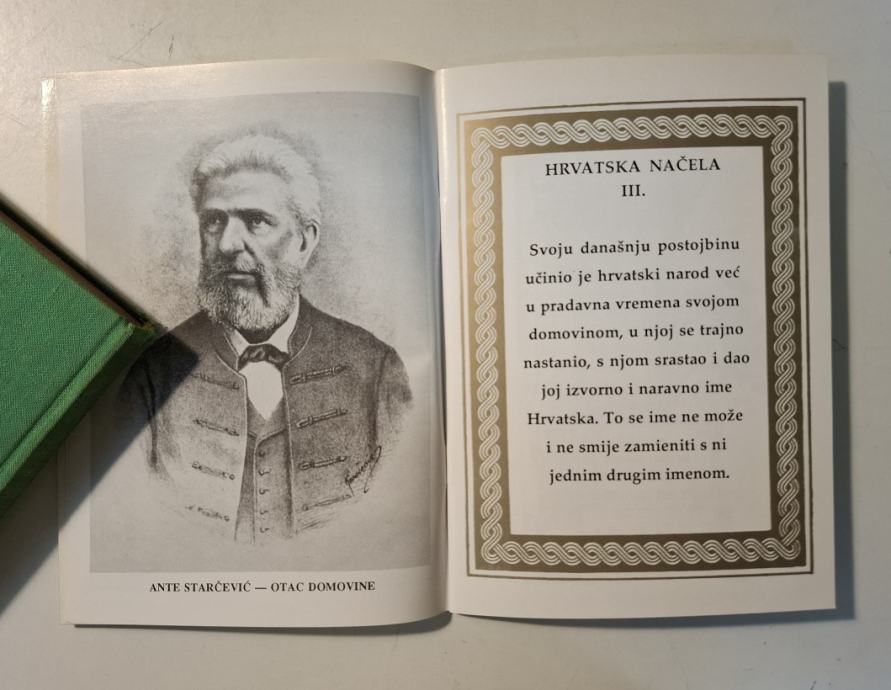 ANTE STARČEVIĆ — OTAC DOMOVINE
HRVATSKA NAČELA
III.
Svoju današnju postojbinu
učinio je hrvatski narod već
u pradavna vremena svojom
domovinom, u njoj se trajno
nastanio, s njom srastao i dao
joj izvorno i naravno ime
Hrvatska. To se ime ne može
i ne smije zamieniti s ni
jednim drugim imenom.